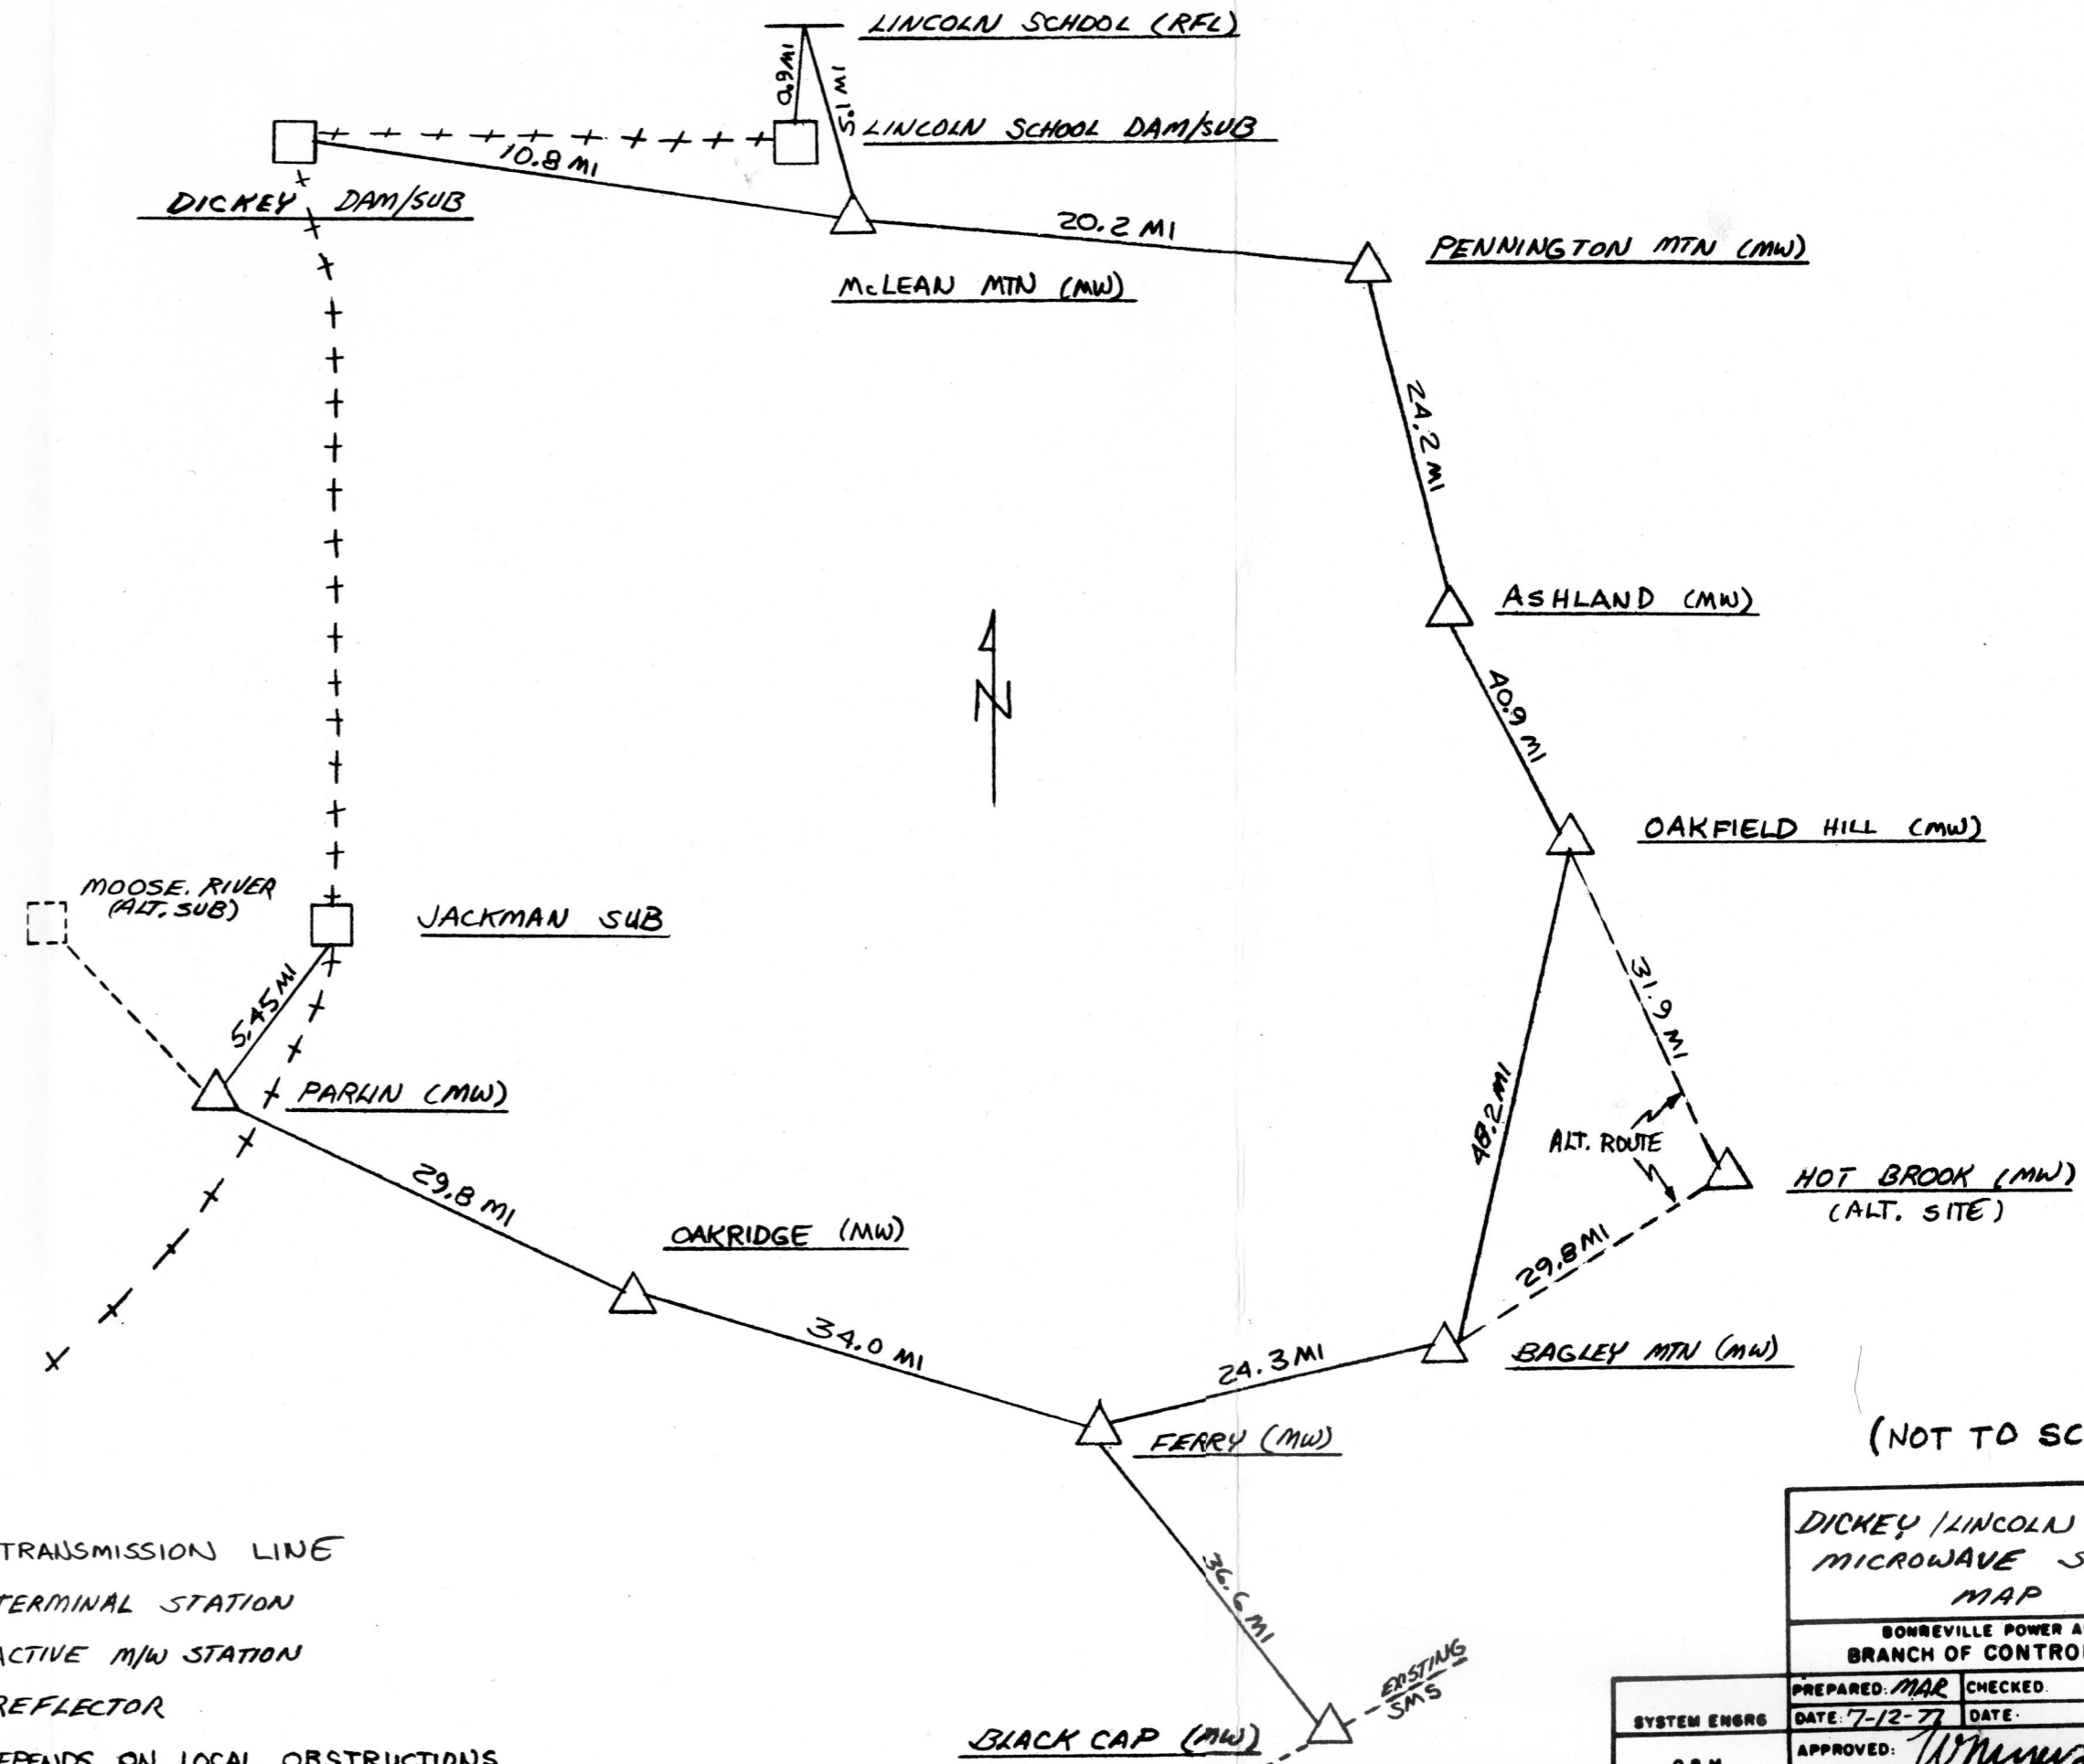 LINCOLN SCHOOL (RFL)
0.9 MI
5.1 MI
LINCOLN SCHOOL DAM/SUB
10.8 MI
DICKEY DAM/SUB
20.2 MI
PENNINGTON MTN (MW)
McLEAN MTN (MW)
24.2 MI
ASHLAND (MW)
N
40.9 MI
OAKFIELD HILL (MW)
MOOSE. RIVER
(ALT. SUB)
JACKMAN SUB
31.9 MI
5.45 MI
PARLIN (MW)
48.2 MI
ALT. ROUTE
HOT BROOK (MW)
(ALT. SITE)
29.8 MI
OAKRIDGE (MW)
29.8 MI
34.0 MI
24.3 MI
BAGLEY MTN (MW)
FERRY (MW)
(NOT TO SC
36.6 MI
EXISTING
SMS
BLACK CAP (MW)
TRANSMISSION LINE
TERMINAL STATION
ACTIVE M/W STATION
REFLECTOR
EPENDS ON LOCAL OBSTRUCTIONS
DICKEY/LINCOLN
MICROWAVE S
MAP
BONNEVILLE POWER A
BRANCH OF CONTRO
PREPARED: MAR CHECKED.
SYSTEM ENGRG DATE: 7-12-77 DATE.
APPROVED: